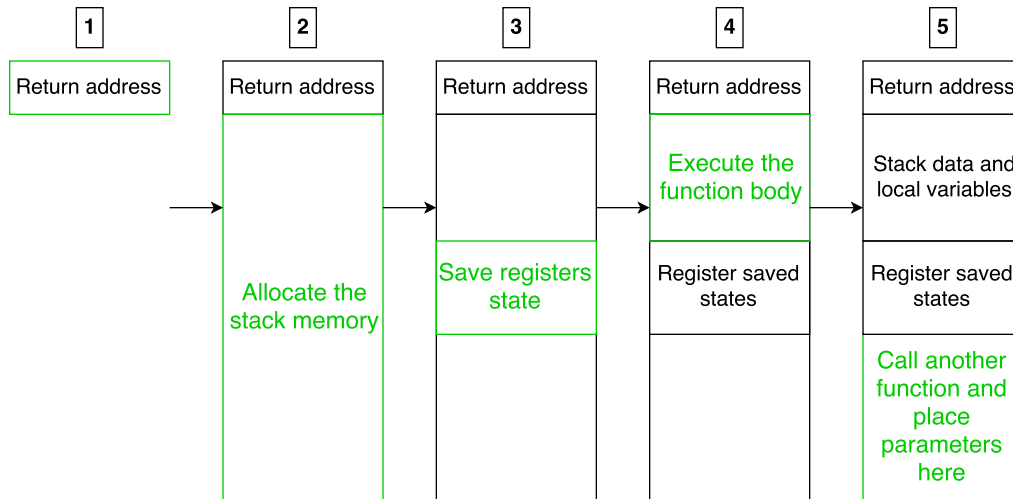 1
2
3
4
5
Return address
Return address
Return address
Return address
Return address
Allocate the
stack memory
Save registers
state
Execute the
function body
Register saved
states
Stack data and
local variables
Register saved
states
Call another
function and
place
parameters
here